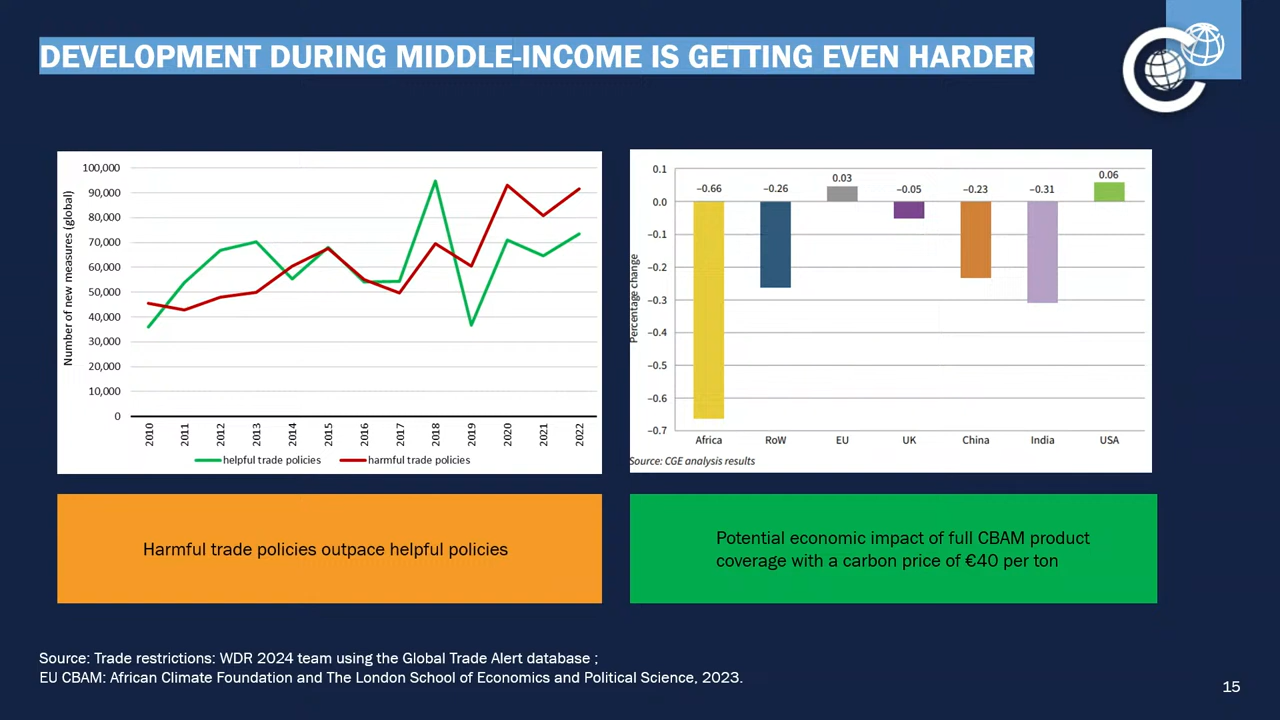 DEVELOPMENT DURING MIDDLE-INCOME IS GETTING EVEN HARDER
Number of new measures (global)
100,000
90,000
80,000
70,000
60,000
50,000
40,000
30,000
20,000
10,000
0
2010 2011 2012 2013 2014 2015 2016 2017 2018 2019 2020 2021 2022
helpful trade policies harmful trade policies
Percentage change
0.1
0.0
−0.1
−0.2
−0.3
−0.4
−0.5
−0.6
−0.7
−0.66 −0.26 0.03 −0.05 −0.23 −0.31 0.06
Africa RoW EU UK China India USA
Source: CGE analysis results
Harmful trade policies outpace helpful policies
Potential economic impact of full CBAM product
coverage with a carbon price of €40 per ton
Source: Trade restrictions: WDR 2024 team using the Global Trade Alert database ;
EU CBAM: African Climate Foundation and The London School of Economics and Political Science, 2023.
15